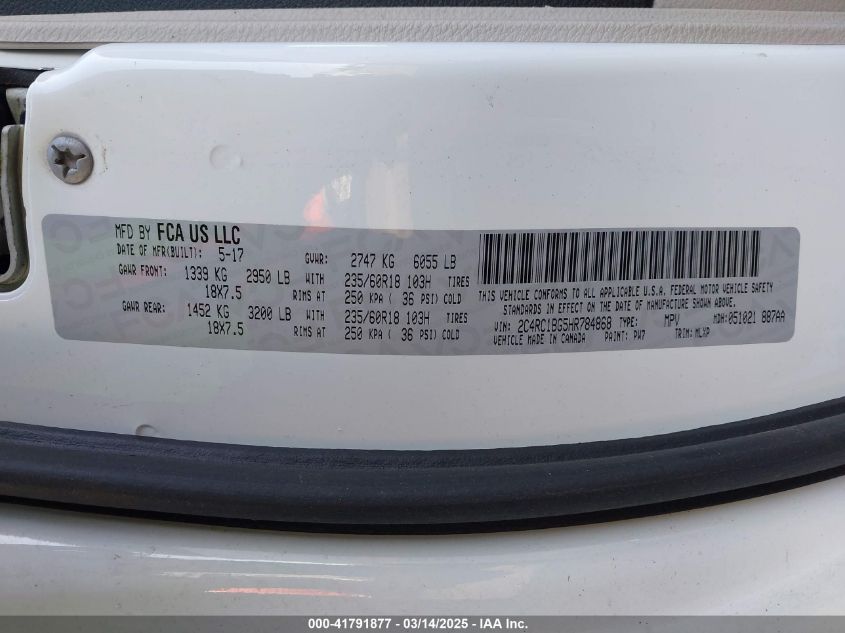 MFD BY FCA US LLC
DATE OF MFR(BUILT): 5-17 GVWR: 2747 KG 6055 LB
GAWR FRONT: 1339 KG 2950 LB WITH 235/60R18 103H TIRES
18X7.5 RIMS AT 250 KPA ( 36 PSI) COLD
GAWR REAR: 1452 KG 3200 LB WITH 235/60R18 103H TIRES
18X7.5 RIMS AT 250 KPA ( 36 PSI) COLD
THIS VEHICLE CONFORMS TO ALL APPLICABLE U.S.A. FEDERAL MOTOR VEHICLE SAFETY
STANDARDS IN EFFECT ON THE DATE OF MANUFACTURE SHOWN ABOVE.
VIN: 2C4RC1BG5HR784868 TYPE: MPV MDH:051021 887AA
VEHICLE MADE IN CANADA PAINT: PW7 TRIM: MLXP
000-41791877 - 03/14/2025 - IAA Inc.